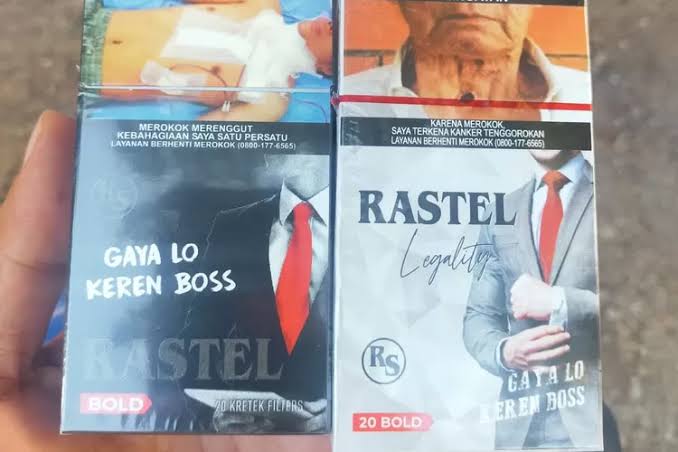 MEROKOK MERENGGUT
KEBAHAGIAAN SAYA SATU PERSATU
LAYANAN BERHENTI MEROKOK (0800-177-6565)
RS
GAYA LO
KEREN BOSS
RASTEL
BOLD
20 KRETEK FILTERS
KARENA MEROKOK,
SAYA TERKENA KANKER TENGGOROKAN
LAYANAN BERHENTI MEROKOK (0800-177-6565)
RASTEL
Legality
RS
GAYA LO
KEREN BOSS
20 BOLD